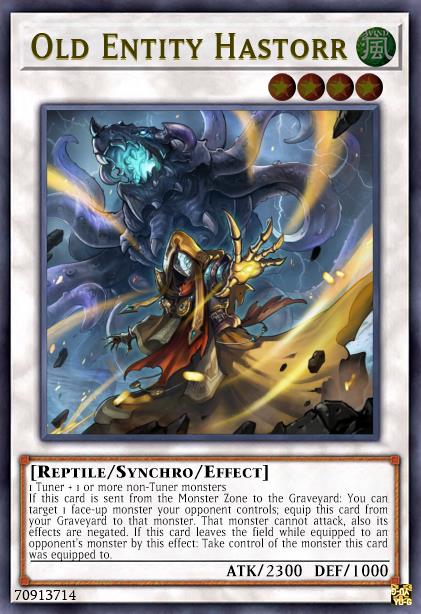 OLD ENTITY HASTORR
WIND
風
[REPTILE/SYNCHRO/EFFECT]
1 Tuner + 1 or more non-Tuner monsters
If this card is sent from the Monster Zone to the Graveyard: You can
target 1 face-up monster your opponent controls; equip this card from
your Graveyard to that monster. That monster cannot attack, also its
effects are negated. If this card leaves the field while equipped to an
opponent's monster by this effect: Take control of the monster this card
was equipped to.
ATK/2300 DEF/1000
70913714